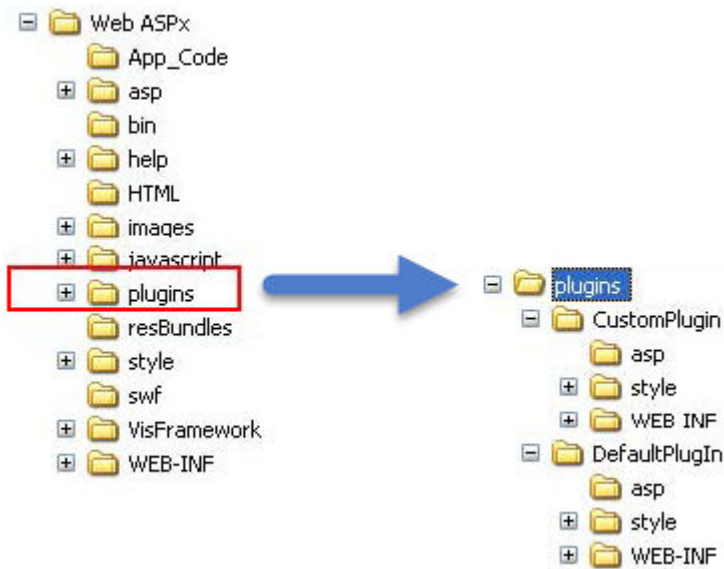 Web ASPx
App_Code
asp
bin
help
HTML
images
javascript
plugins
resBundles
style
swf
VisFramework
WEB-INF
plugins
CustomPlugin
asp
style
WEB INF
DefaultPlugIn
asp
style
WEB-INF